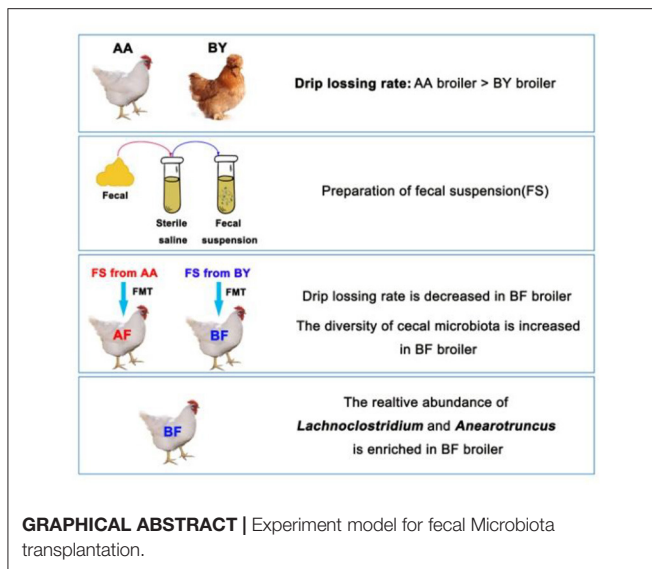 AA BY
Drip lossing rate: AA broiler > BY broiler
Fecal
Sterile saline
Fecal suspension
Preparation of fecal suspension(FS)
FS from AA FS from BY
FMT FMT
AF BF
Drip lossing rate is decreased in BF broiler
The diversity of cecal microbiota is increased
in BF broiler
BF
The realtive abundance of
Lachnoclostridium and Anearotruncus
is enriched in BF broiler
GRAPHICAL ABSTRACT | Experiment model for fecal Microbiota
transplantation.